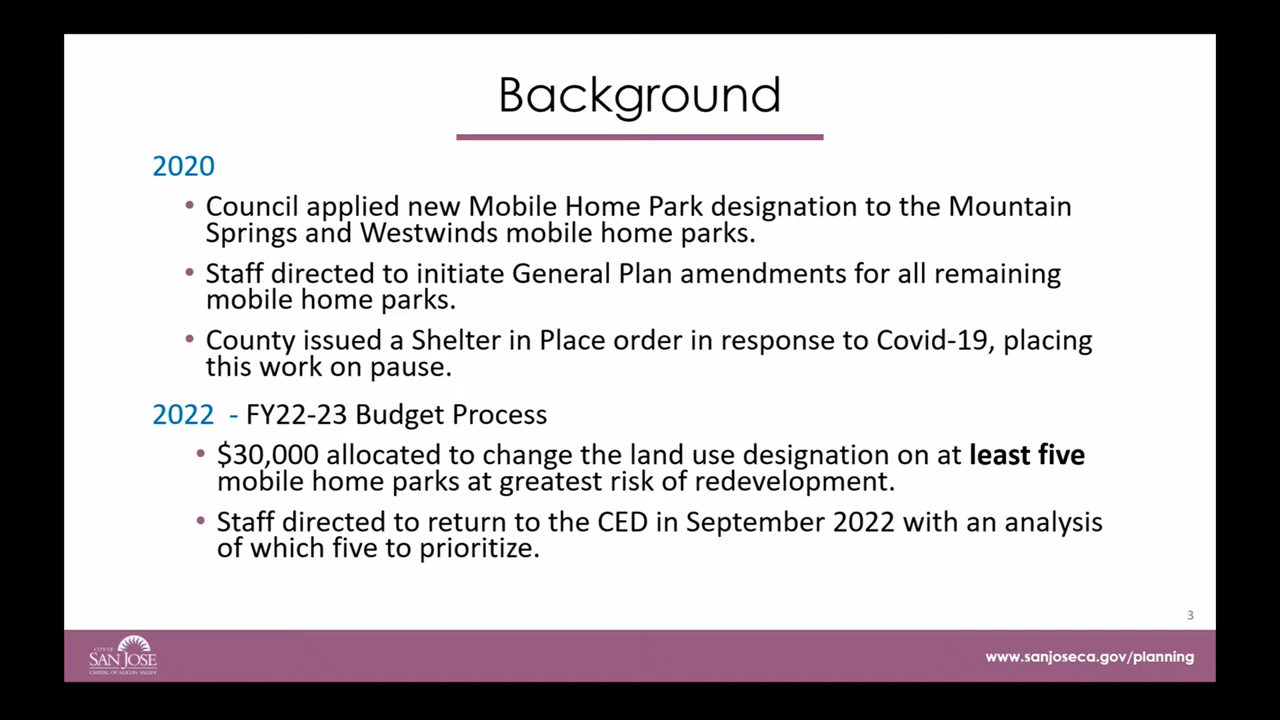 Background
2020
• Council applied new Mobile Home Park designation to the Mountain
Springs and Westwinds mobile home parks.
• Staff directed to initiate General Plan amendments for all remaining
mobile home parks.
• County issued a Shelter in Place order in response to Covid-19, placing
this work on pause.
2022 - FY22-23 Budget Process
• $30,000 allocated to change the land use designation on at least five
mobile home parks at greatest risk of redevelopment.
• Staff directed to return to the CED in September 2022 with an analysis
of which five to prioritize.
3
CITY OF
SAN JOSE
CAPITAL OF SILICON VALLEY
www.sanjoseca.gov/planning